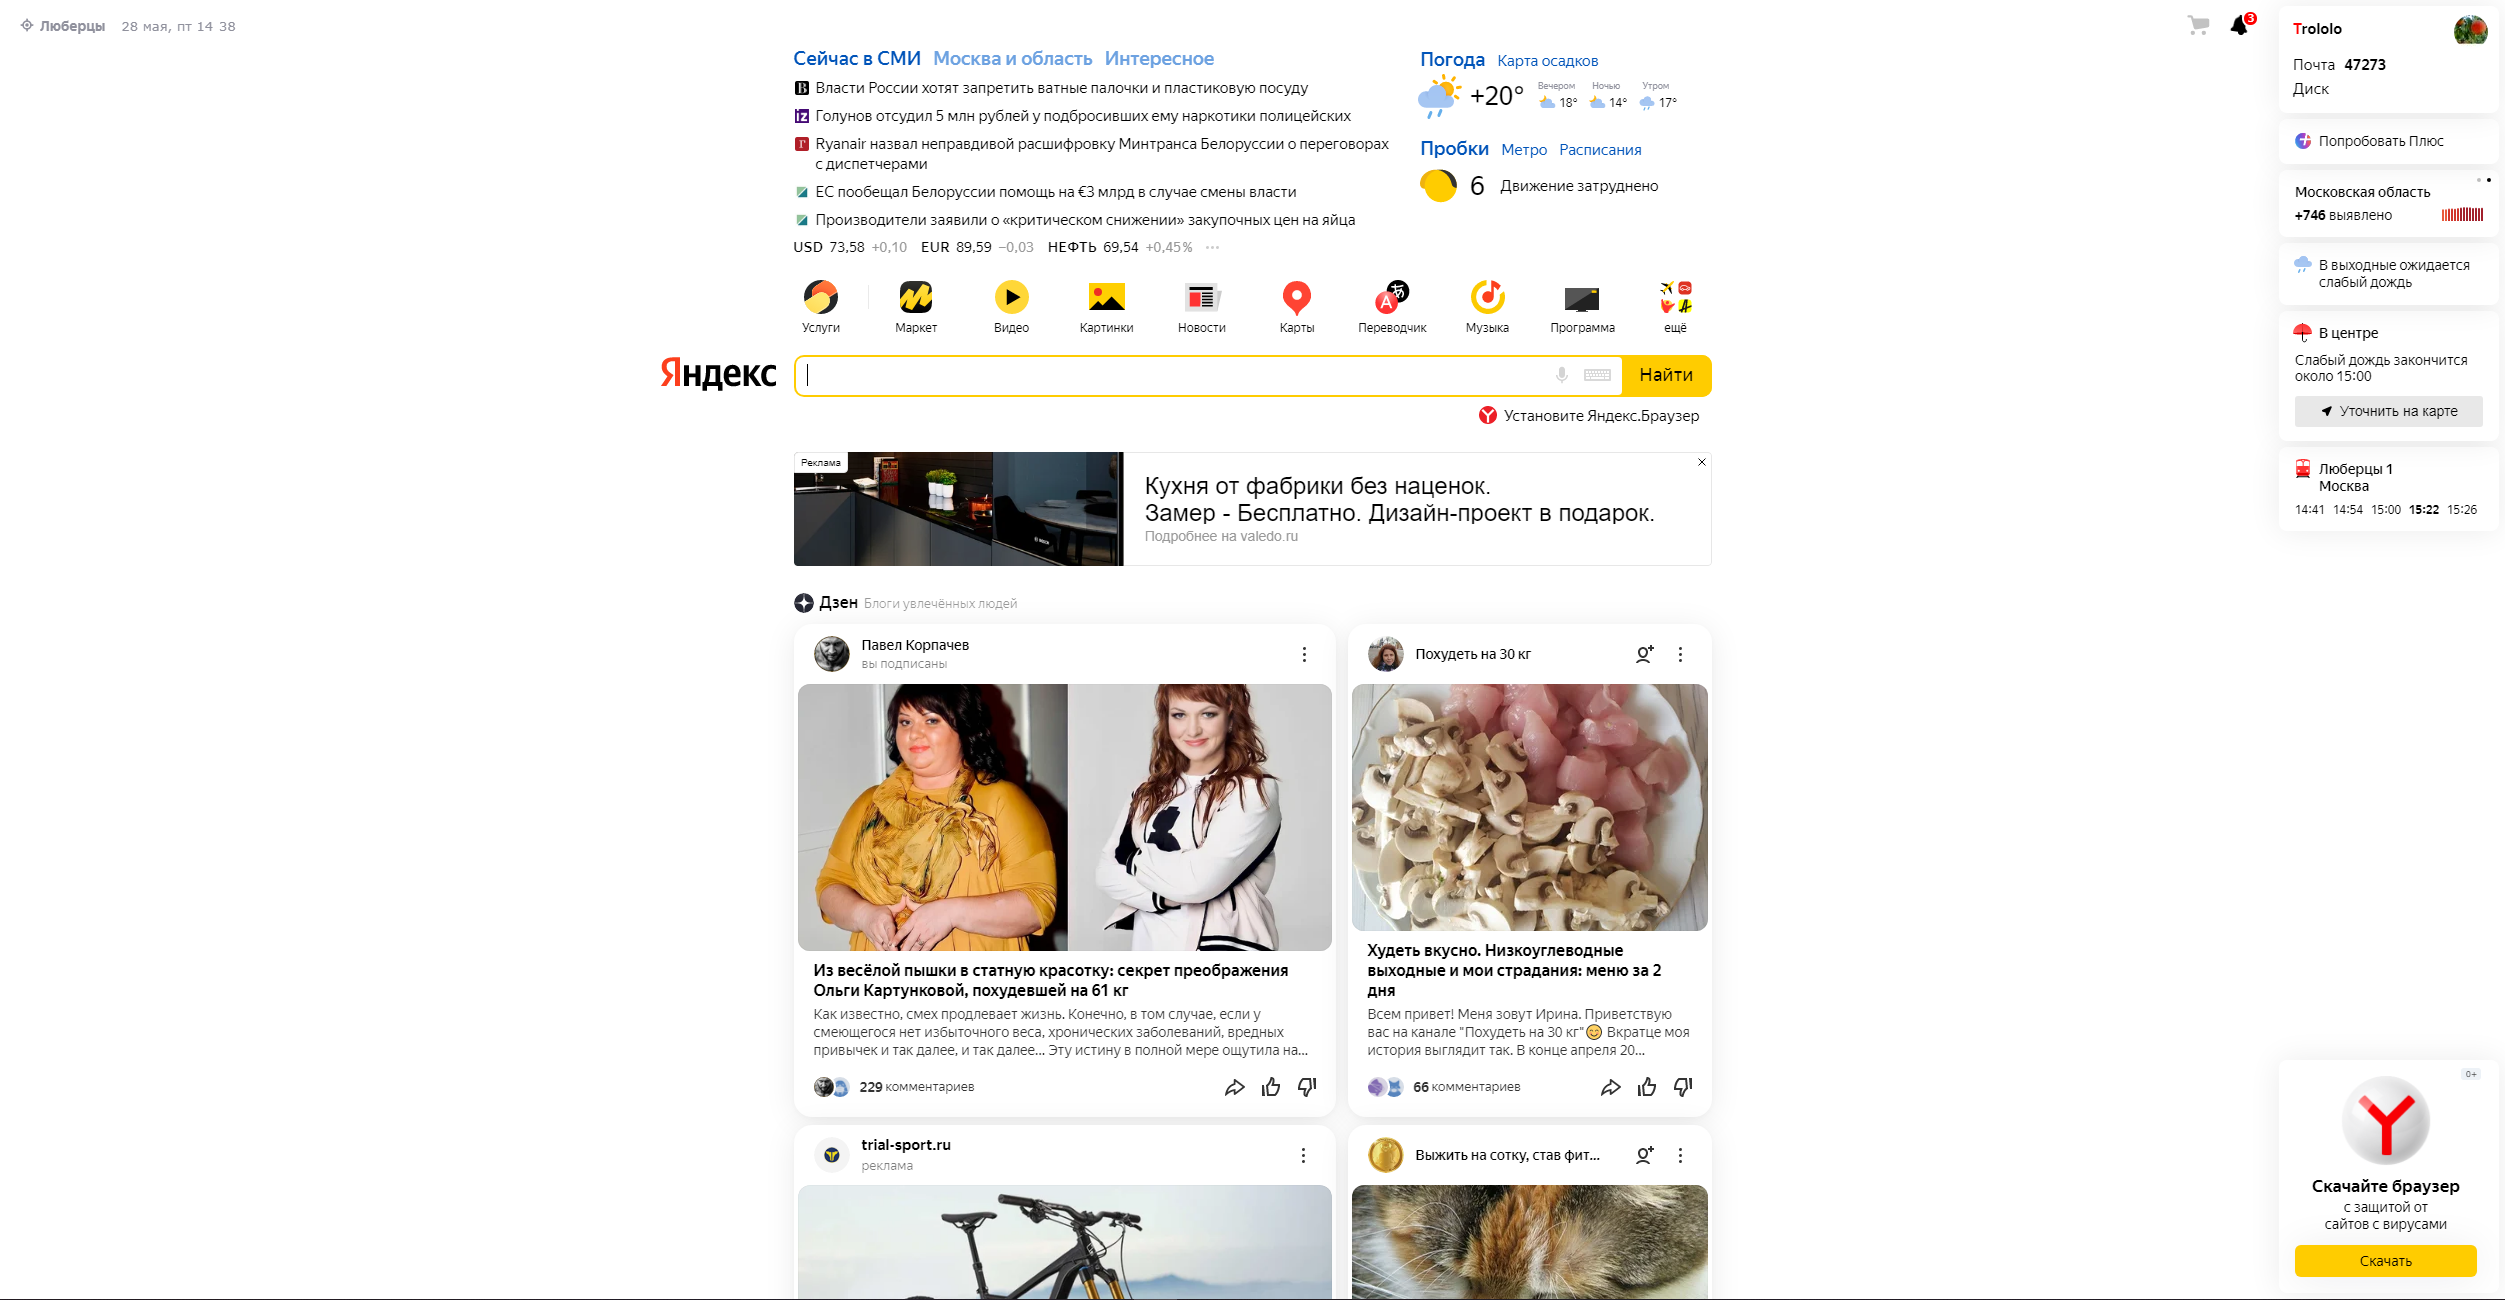 Люберцы 28 мая, пт 14 38
3
Сейчас в СМИ Москва и область Интересное
Власти России хотят запретить ватные палочки и пластиковую посуду
Голунов отсудил 5 млн рублей у подбросивших ему наркотики полицейских
Ryanair назвал неправдивой расшифровку Минтранса Белоруссии о переговорах
с диспетчерами
ЕС пообещал Белоруссии помощь на €3 млрд в случае смены власти
Производители заявили о «критическом снижении» закупочных цен на яйца
USD 73,58 +0,10 EUR 89,59 −0,03 НЕФТЬ 69,54 +0,45% ···
Погода Карта осадков
+20°
Вечером Ночью Утром
18° 14° 17°
Пробки Метро Расписания
6 Движение затруднено
Услуги Маркет Видео Картинки Новости Карты Переводчик Музыка Программа ещё
Яндекс
Найти
Установите Яндекс.Браузер
Реклама
Кухня от фабрики без наценок.
Замер - Бесплатно. Дизайн-проект в подарок.
Подробнее на valedo.ru
Дзен Блоги увлечённых людей
Павел Корпачев
вы подписаны
Из весёлой пышки в статную красотку: секрет преображения
Ольги Картунковой, похудевшей на 61 кг
Как известно, смех продлевает жизнь. Конечно, в том случае, если у
смеющегося нет избыточного веса, хронических заболеваний, вредных
привычек и так далее, и так далее... Эту истину в полной мере ощутила на...
229 комментариев
Похудеть на 30 кг
Худеть вкусно. Низкоуглеводные
выходные и мои страдания: меню за 2
дня
Всем привет! Меня зовут Ирина. Приветствую
вас на канале "Похудеть на 30 кг"😊 Вкратце моя
история выглядит так. В конце апреля 20...
66 комментариев
trial-sport.ru
реклама
Выжить на сотку, став фит...
Trololo
Почта 47273
Диск
Попробовать Плюс
Московская область
+746 выявлено
В выходные ожидается
слабый дождь
В центре
Слабый дождь закончится
около 15:00
Уточнить на карте
Люберцы 1
Москва
14:41 14:54 15:00 15:22 15:26
0+
Скачайте браузер
с защитой от
сайтов с вирусами
Скачать